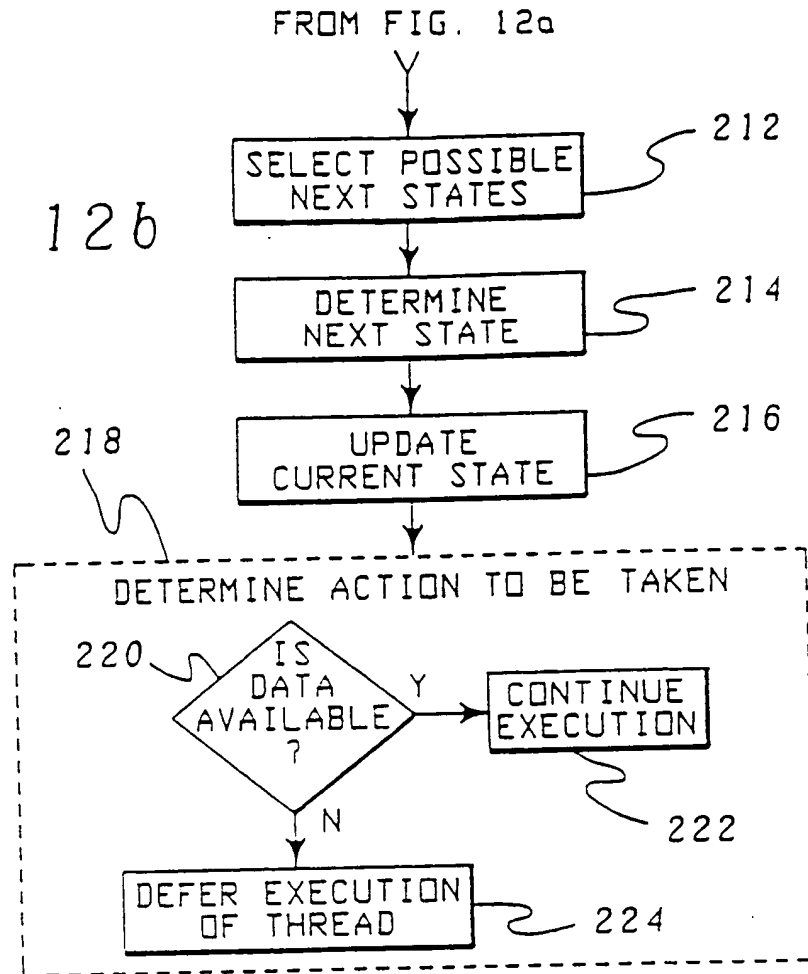 FROM FIG. 12a
212
SELECT POSSIBLE
NEXT STATES
12b
214
DETERMINE
NEXT STATE
216
UPDATE
CURRENT STATE
218
DETERMINE ACTION TO BE TAKEN
220
IS
DATA
AVAILABLE
?
Y
CONTINUE
EXECUTION
222
N
DEFER EXECUTION
OF THREAD
224